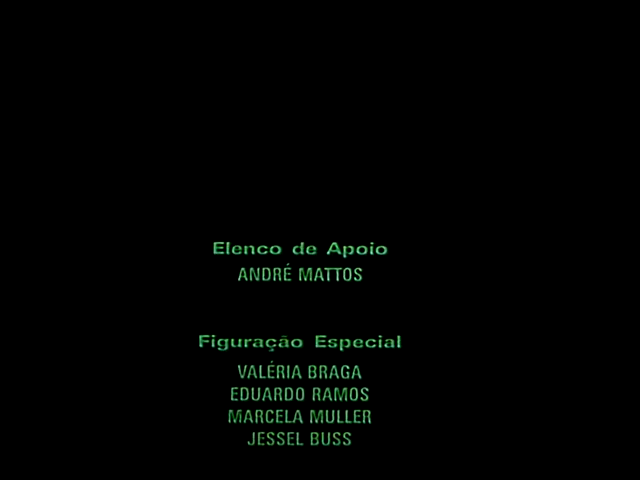 Elenco de Apoio
ANDRÉ MATTOS
Figuração Especial
VALÉRIA BRAGA
EDUARDO RAMOS
MARCELA MULLER
JESSEL BUSS